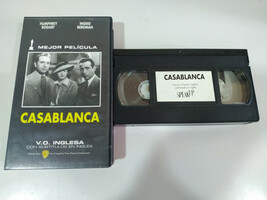 HUMPHREY INGRID
BOGART BERGMAN
MEJOR PELÍCULA
CASABLANCA
V.O. INGLESA
CON SUBTITULOS EN INGLES
CASABLANCA